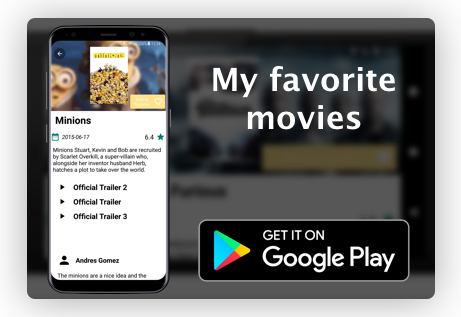 minions
Minions
2015-06-17
6.4
Minions Stuart, Kevin and Bob are recruited
by Scarlet Overkill, a super-villain who,
alongside her inventor husband Herb,
hatches a plot to take over the world.
Official Trailer 2
Official Trailer
Official Trailer 3
Andres Gomez
The minions are a nice idea and the
My favorite
movies
GET IT ON
Google Play